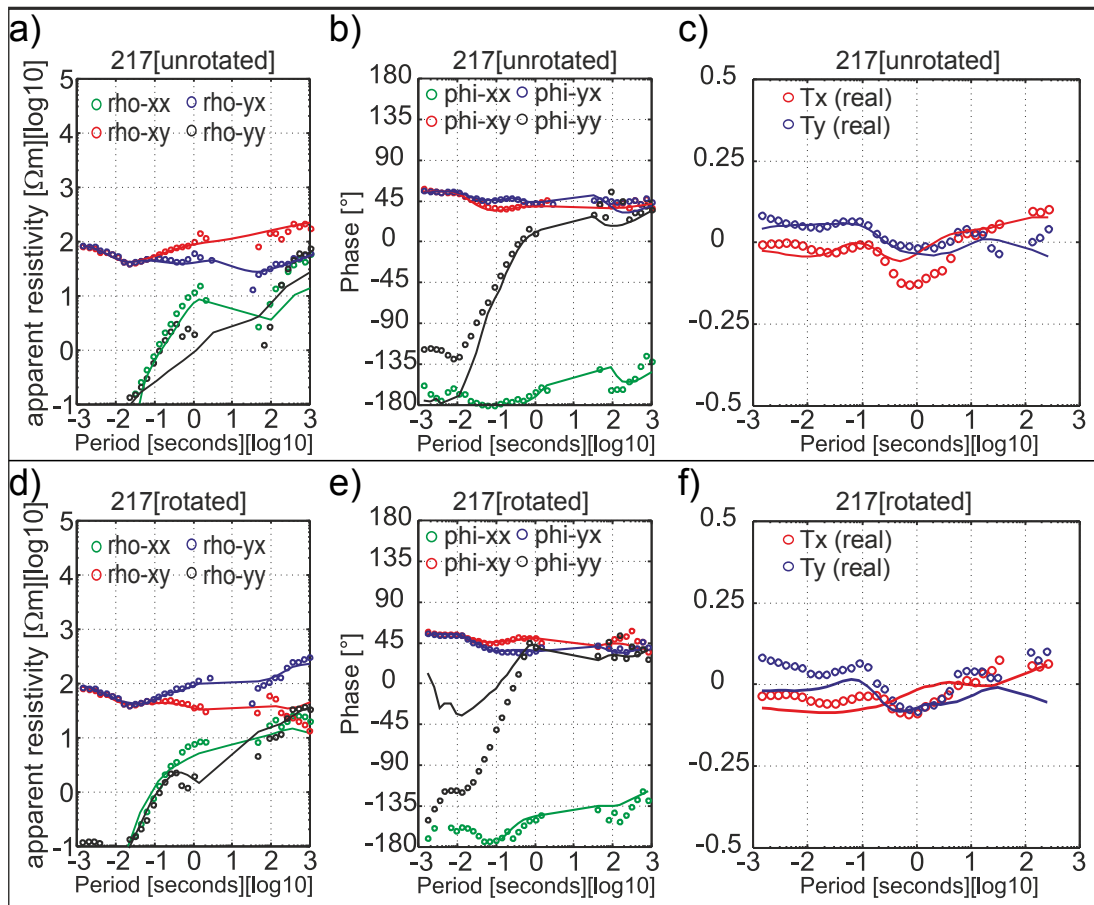 a)
217[unrotated]
apparent resistivity [Ωm][log10]
5
4
3
2
1
0
-1
rho-xx
rho-yx
rho-xy
rho-yy
-3
-2
-1
0
1
2
3
Period [seconds][log10]
b)
217[unrotated]
Phase [°]
180
135
90
45
0
-45
-90
-135
-180
phi-xx
phi-yx
phi-xy
phi-yy
-3
-2
-1
0
1
2
3
Period [seconds][log10]
c)
217[unrotated]
0.5
0.25
0
-0.25
-0.5
Tx (real)
Ty (real)
-3
-2
-1
0
1
2
3
Period [seconds][log10]
d)
217[rotated]
apparent resistivity [Ωm][log10]
5
4
3
2
1
0
-1
rho-xx
rho-yx
rho-xy
rho-yy
-3
-2
-1
0
1
2
3
Period [seconds][log10]
e)
217[rotated]
Phase [°]
180
135
90
45
0
-45
-90
-135
-180
phi-xx
phi-yx
phi-xy
phi-yy
-3
-2
-1
0
1
2
3
Period [seconds][log10]
f)
217[rotated]
0.5
0.25
0
-0.25
-0.5
Tx (real)
Ty (real)
-3
-2
-1
0
1
2
3
Period [seconds][log10]